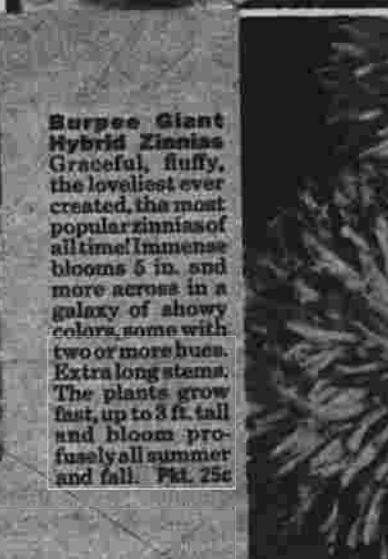 Burpee Giant
Hybrid Zinnias
Graceful, fluffy,
the loveliest ever
created, the most
popular zinnias of
all time! Immense
blooms 5 in. and
more across in a
galaxy of showy
colors, some with
two or more hues.
Extra long stems.
The plants grow
fast, up to 3 ft. tall
and bloom pro-
fusely all summer
and fall. Pkt. 25c